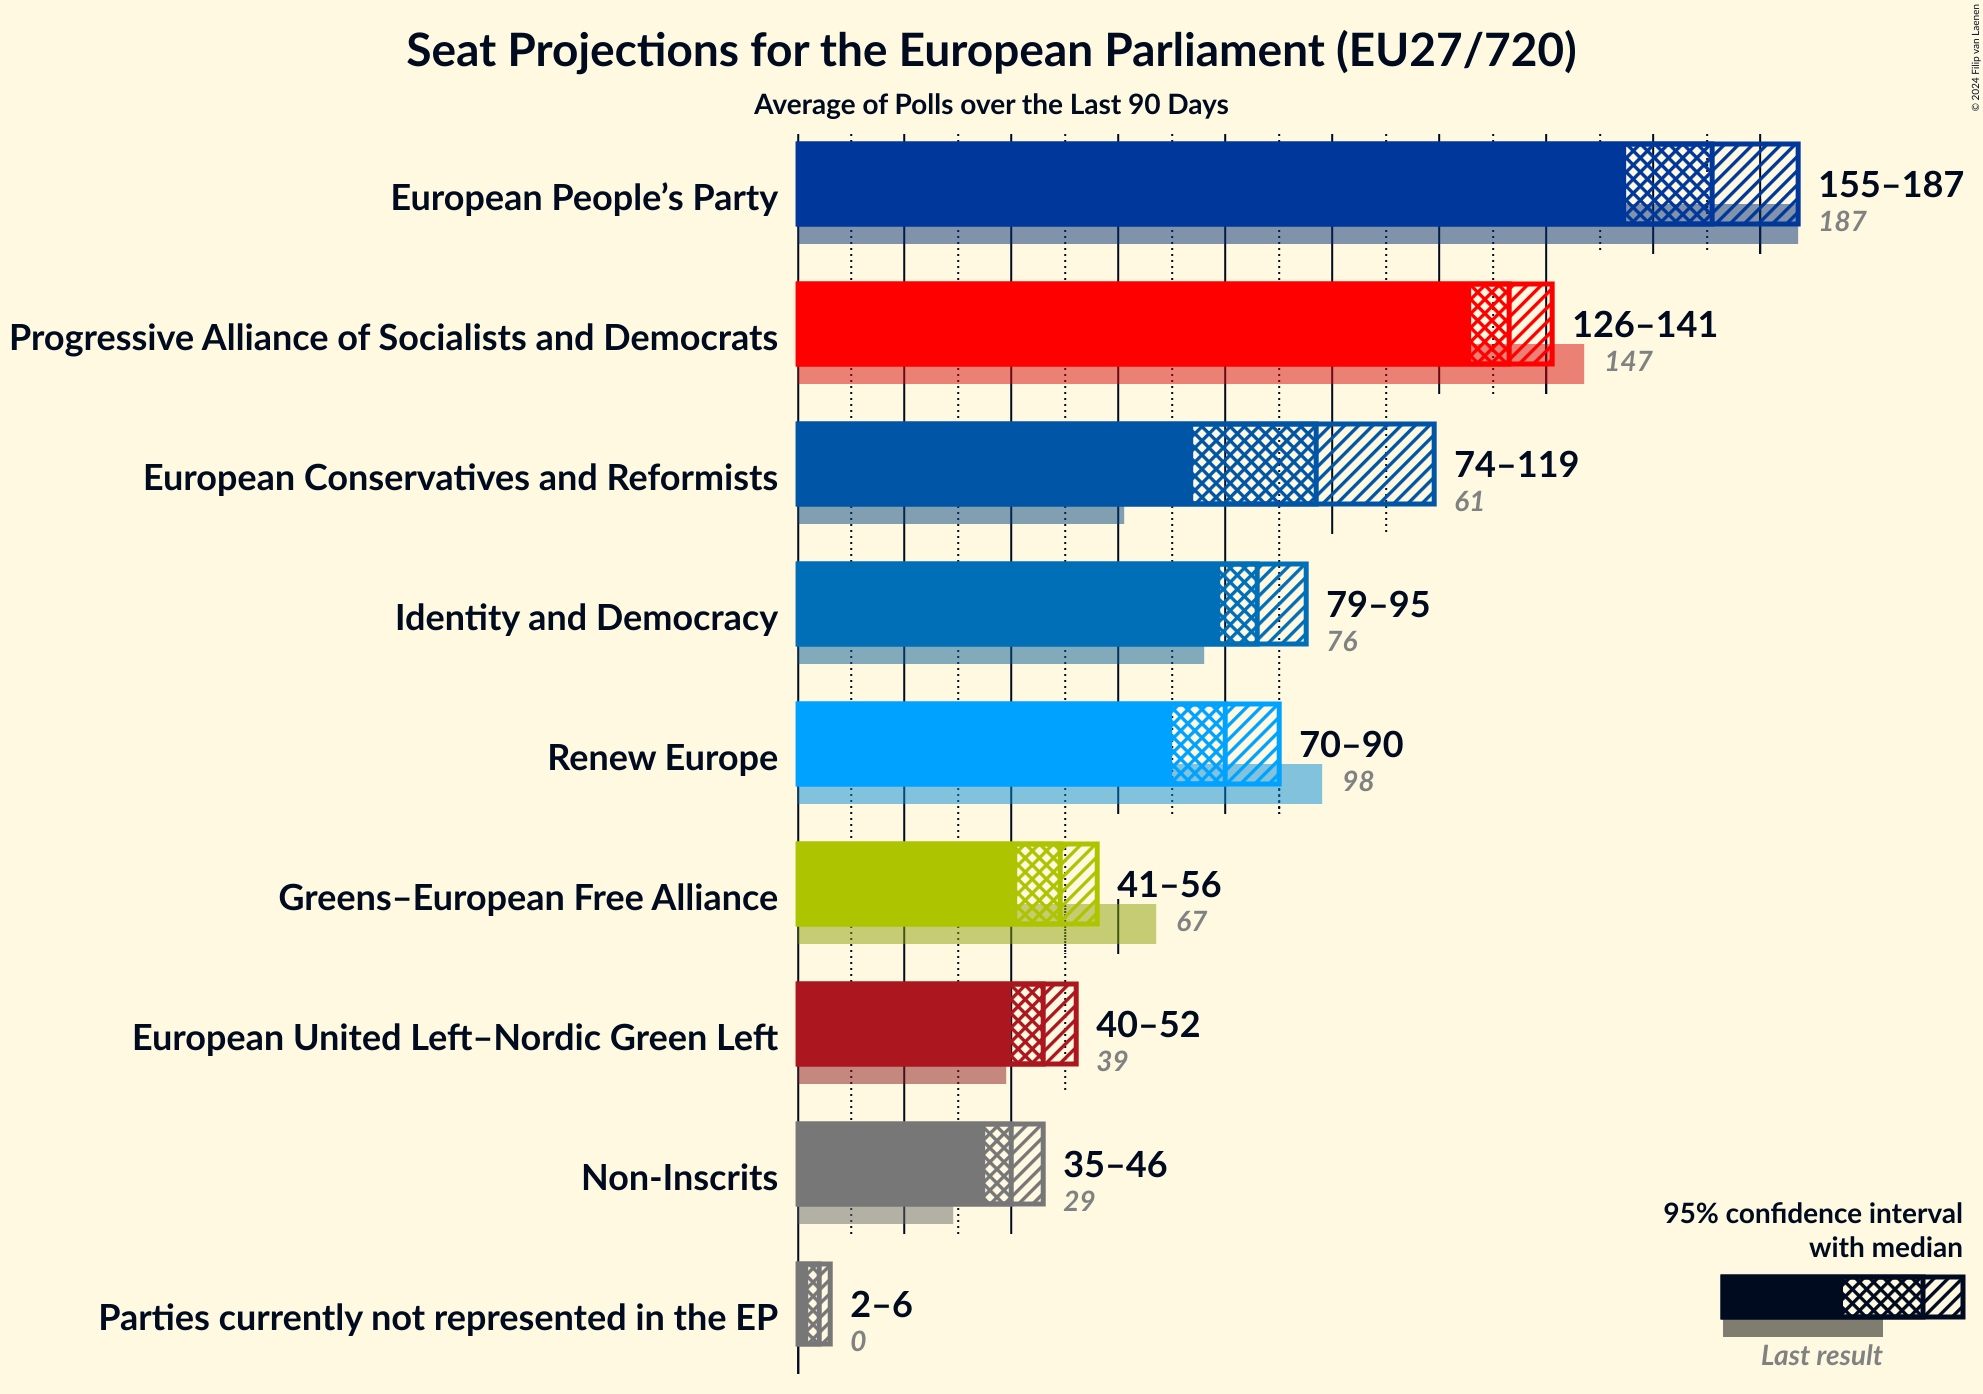 Seat Projections for the European Parliament (EU27/720)
Average of Polls over the Last 90 Days
© 2024 Filip van Laenen
European People’s Party
155–187
187
Progressive Alliance of Socialists and Democrats
126–141
147
European Conservatives and Reformists
74–119
61
Identity and Democracy
79–95
76
Renew Europe
70–90
98
Greens–European Free Alliance
41–56
67
European United Left–Nordic Green Left
40–52
39
Non-Inscrits
35–46
29
Parties currently not represented in the EP
2–6
0
95% confidence interval
with median
Last result